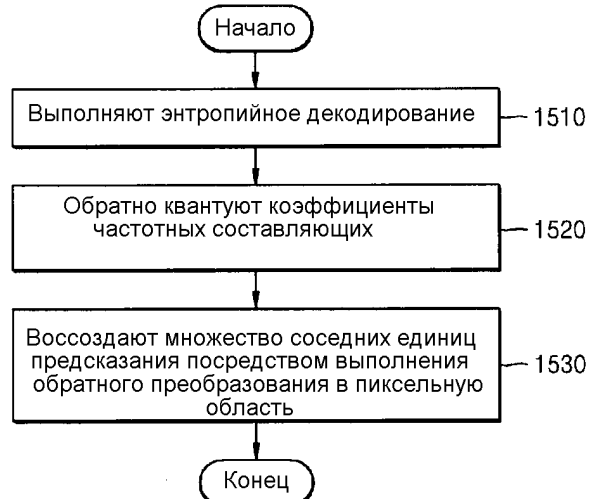 Начало
Выполняют энтропийное декодирование
1510
Обратно квантуют коэффициенты
частотных составляющих
1520
Воссоздают множество соседних единиц
предсказания посредством выполнения
обратного преобразования в пиксельную
область
1530
Конец